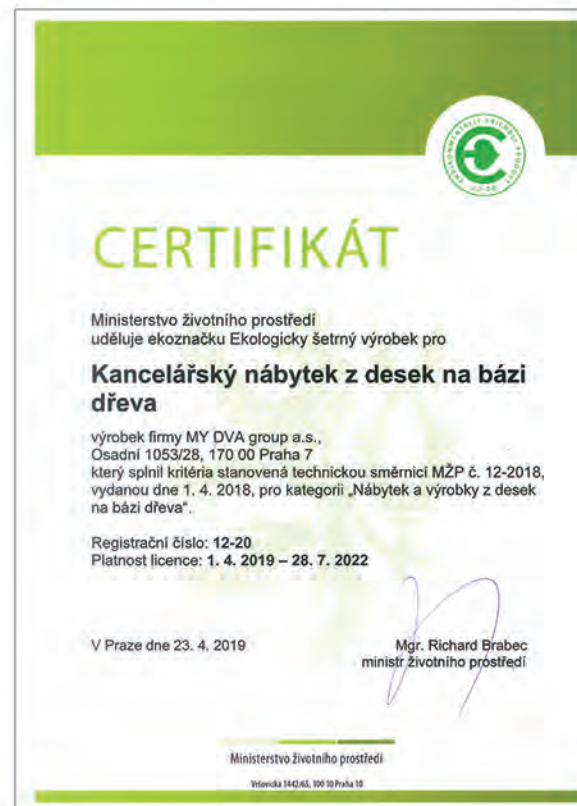 ENVIRONMENTALLY FRIENDLY PRODUCT
CERTIFIKÁT
Ministerstvo životního prostředí
uděluje ekoznačku Ekologicky šetrný výrobek pro
Kancelářský nábytek z desek na bázi
dřeva
výrobek firmy MY DVA group a.s.,
Osadní 1053/28, 170 00 Praha 7
který splnil kritéria stanovená technickou směrnicí MŽP č. 12-2018,
vydanou dne 1. 4. 2018, pro kategorii „Nábytek a výrobky z desek
na bázi dřeva“.
Registrační číslo: 12-20
Platnost licence: 1. 4. 2019 – 28. 7. 2022
V Praze dne 23. 4. 2019
Mgr. Richard Brabec
ministr životního prostředí
Ministerstvo životního prostředí
Vršovická 1442/65, 100 10 Praha 10